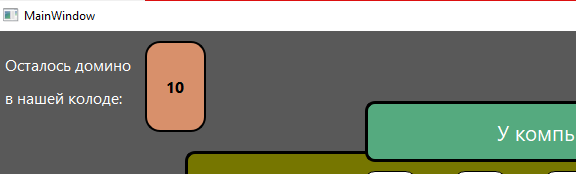 MainWindow
Осталось домино
в нашей колоде:
10
У компь